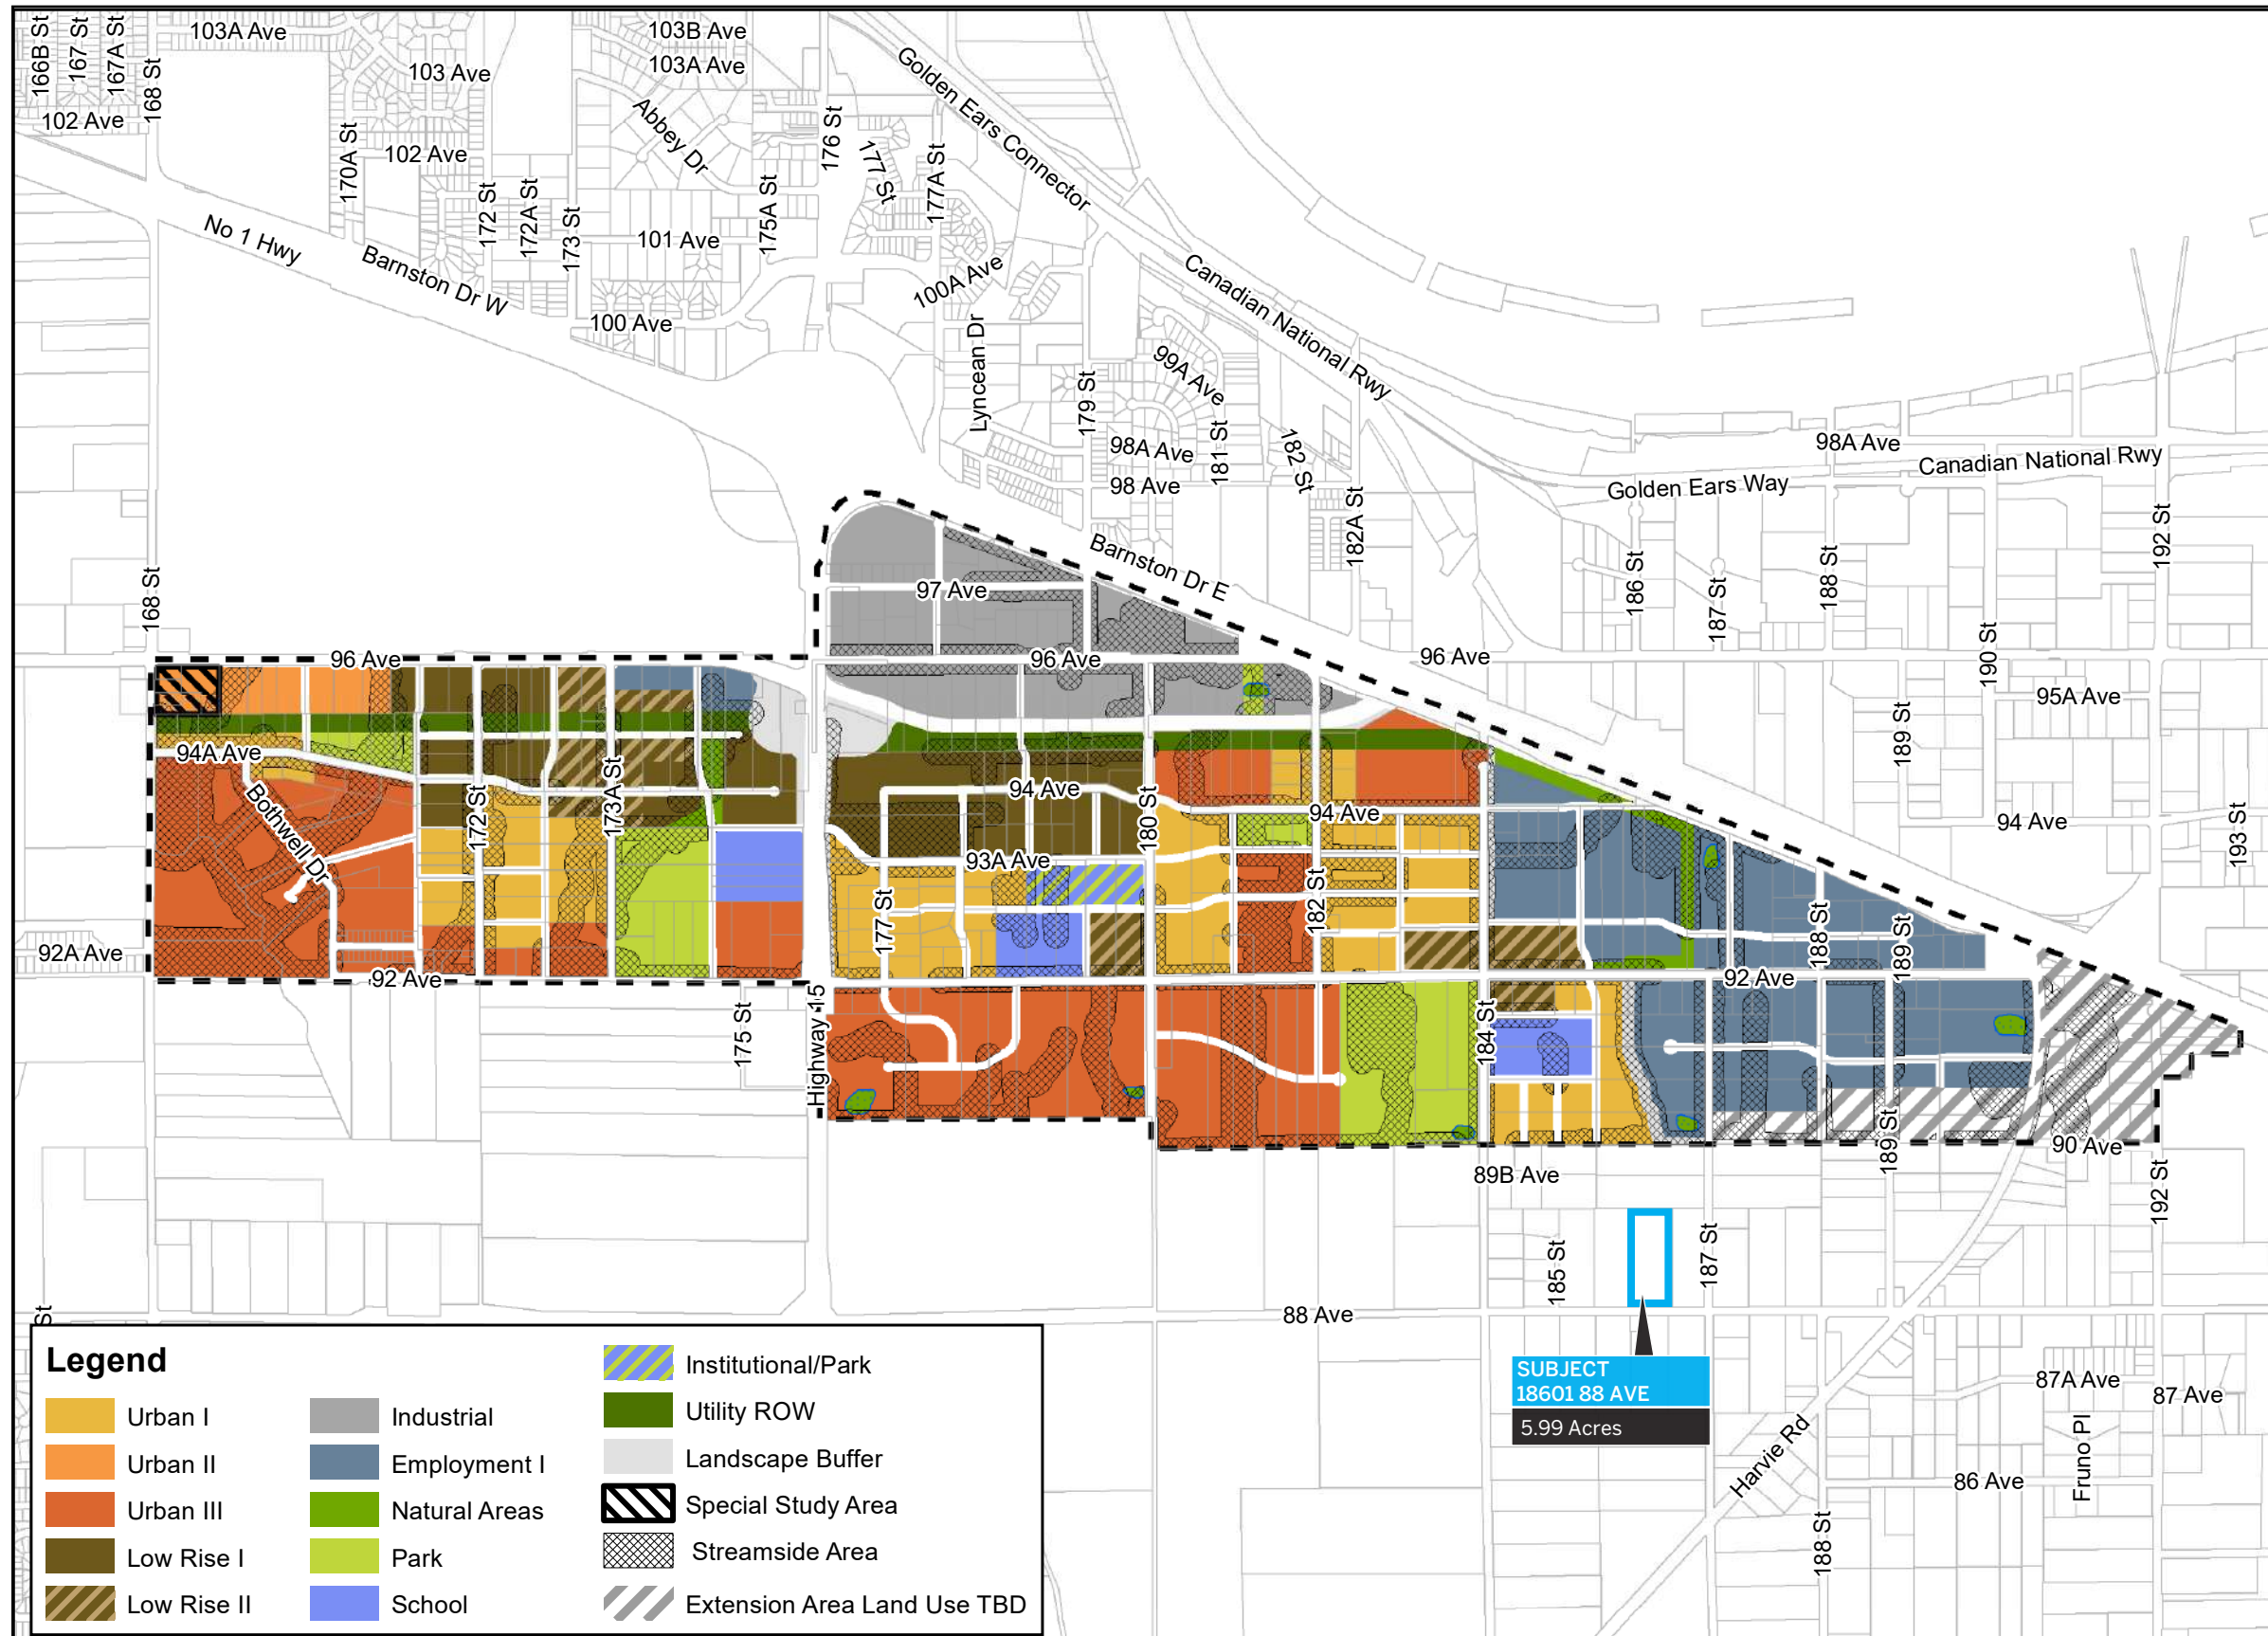 166B St
167 St
167A St
168 St
103A Ave
103 Ave
103B Ave
103A Ave
102 Ave
102 Ave
170A St
172 St
172A St
173 St
Abbey Dr
101 Ave
175A St
176 St
177 St
177A St
100A Ave
100 Ave
Golden Ears Connector
Canadian National Rwy
No 1 Hwy
Barnston Dr W
Lyncean Dr
179 St
99A Ave
98A Ave
98 Ave
181 St
182 St
182A St
Golden Ears Way
98A Ave
Canadian National Rwy
186 St
187 St
188 St
190 St
192 St
168 St
97 Ave
Barnston Dr E
96 Ave
96 Ave
96 Ave
95A Ave
189 St
94A Ave
Bothwell Dr
172 St
173A St
94 Ave
180 St
94 Ave
94 Ave
193 St
93A Ave
177 St
182 St
188 St
189 St
92A Ave
92 Ave
92 Ave
175 St
Highway 15
184 St
189 St
90 Ave
89B Ave
185 St
187 St
192 St
88 Ave
St
SUBJECT
18601 88 AVE
5.99 Acres
87A Ave
87 Ave
Harvie Rd
Fruno Pl
86 Ave
188 St
Legend
Urban I
Urban II
Urban III
Low Rise I
Low Rise II
Industrial
Employment I
Natural Areas
Park
School
Institutional/Park
Utility ROW
Landscape Buffer
Special Study Area
Streamside Area
Extension Area Land Use TBD